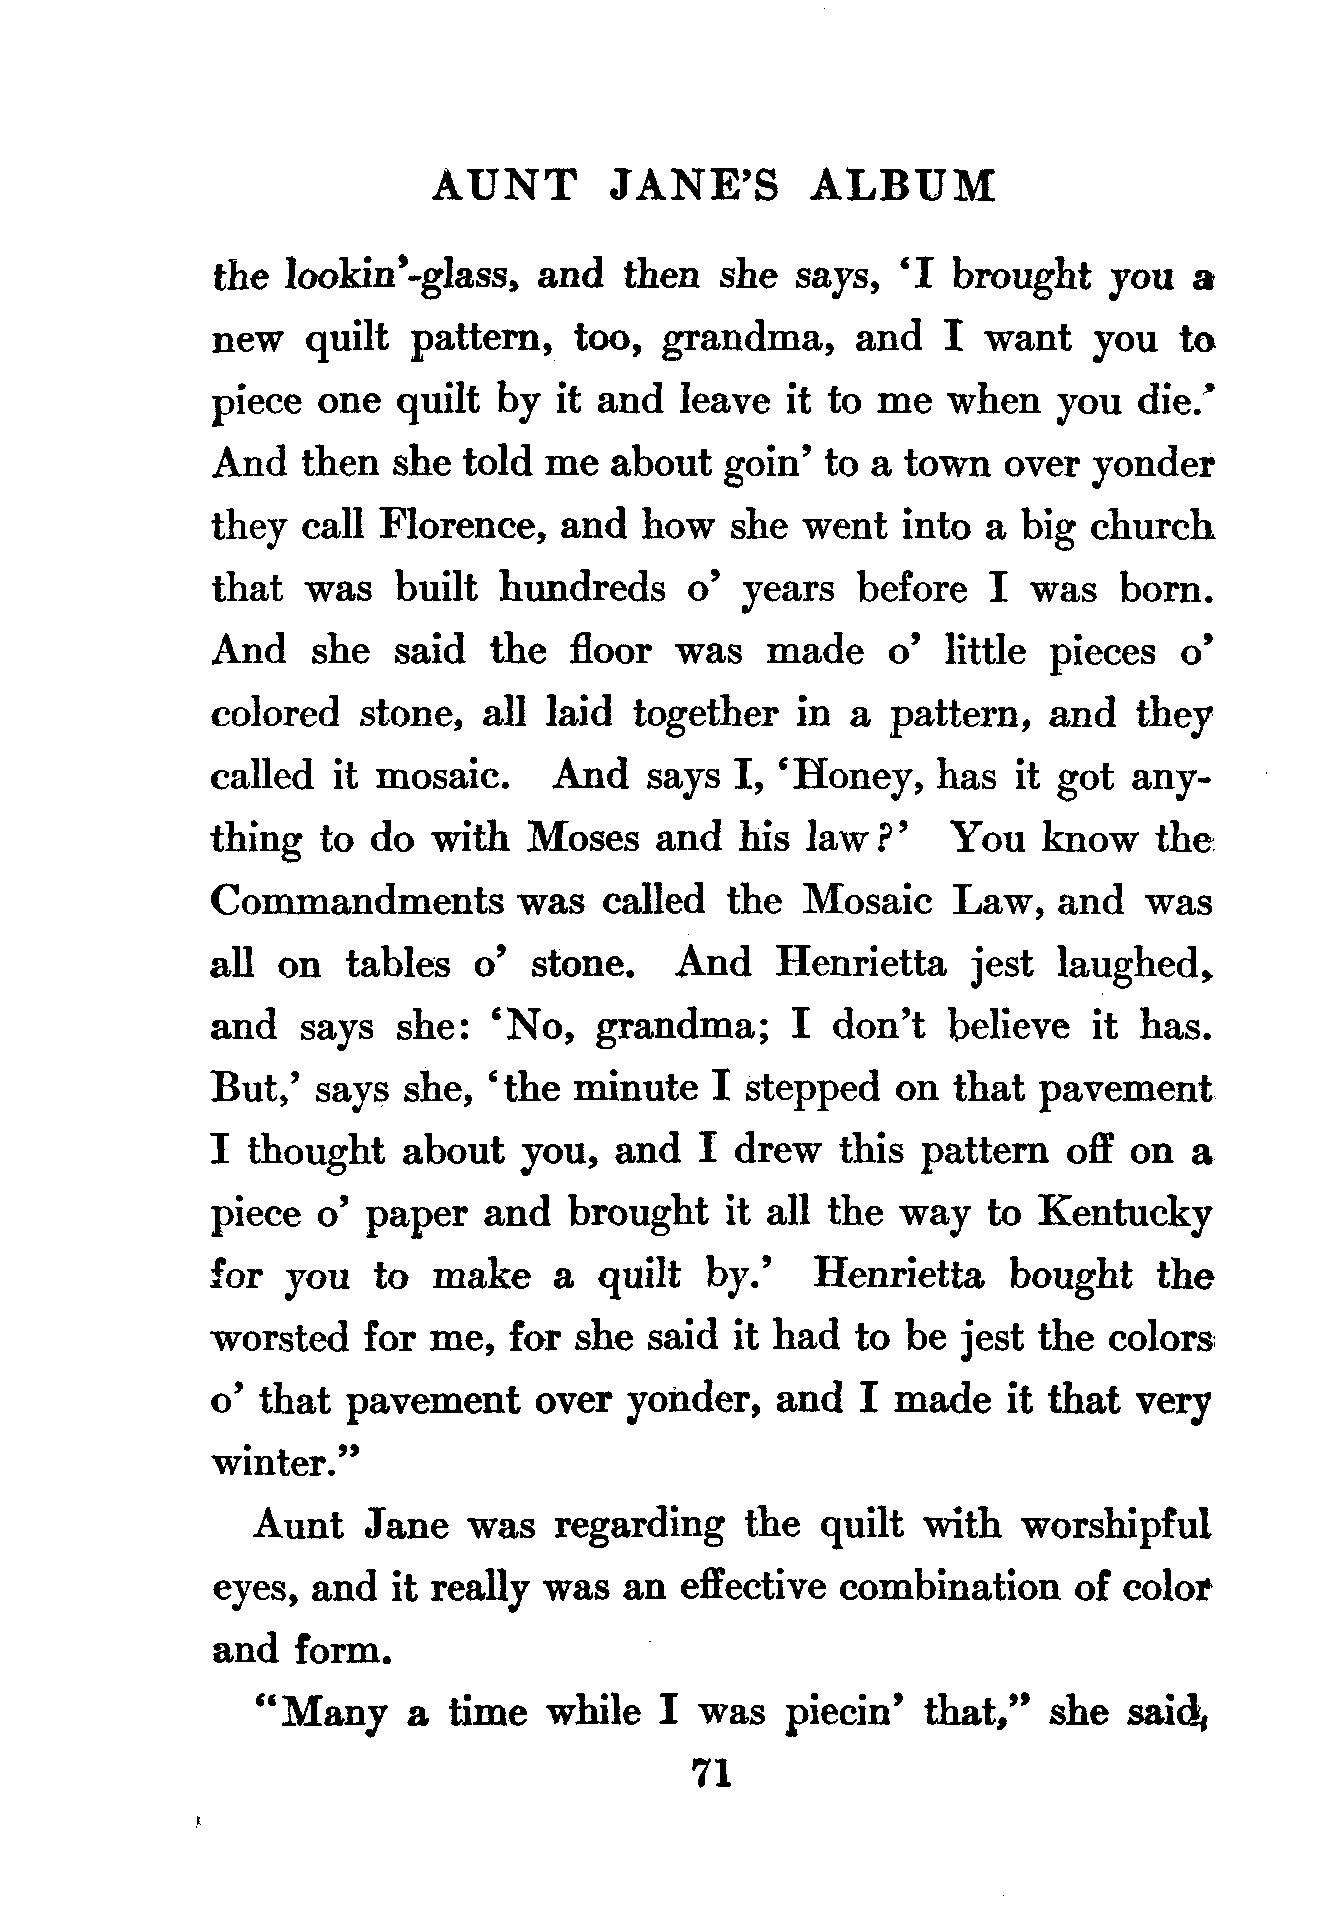 AUNT JANE'S ALBUM
the lookin'-glass, and then she says, 'I brought you a
new quilt pattern, too, grandma, and I want you to
piece one quilt by it and leave it to me when you die.'
And then she told me about goin' to a town over yonder
they call Florence, and how she went into a big church
that was built hundreds o' years before I was born.
And she said the floor was made o' little pieces o'
colored stone, all laid together in a pattern, and they
called it mosaic. And says I, 'Honey, has it got any-
thing to do with Moses and his law?' You know the
Commandments was called the Mosaic Law, and was
all on tables o' stone. And Henrietta jest laughed,
and says she: 'No, grandma; I don't believe it has.
But,' says she, 'the minute I stepped on that pavement
I thought about you, and I drew this pattern off on a
piece o' paper and brought it all the way to Kentucky
for you to make a quilt by.' Henrietta bought the
worsted for me, for she said it had to be jest the colors
o' that pavement over yonder, and I made it that very
winter."
Aunt Jane was regarding the quilt with worshipful
eyes, and it really was an effective combination of color
and form.
"Many a time while I was piecin' that," she said,
71